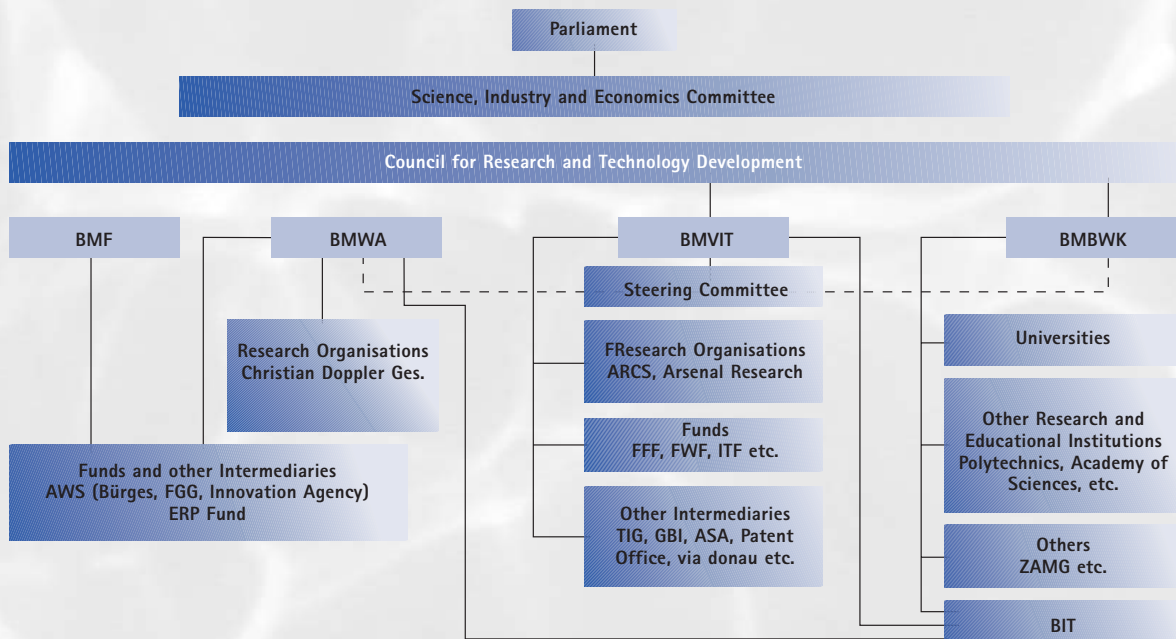 Parliament
Science, Industry and Economics Committee
Council for Research and Technology Development
BMF
BMWA
BMVIT
BMBWK
Steering Committee
Research Organisations
Christian Doppler Ges.
FResearch Organisations
ARCS, Arsenal Research
Universities
Funds
FFF, FWF, ITF etc.
Other Research and
Educational Institutions
Polytechnics, Academy of
Sciences, etc.
Funds and other Intermediaries
AWS (Bürges, FGG, Innovation Agency)
ERP Fund
Other Intermediaries
TIG, GBI, ASA, Patent
Office, via donau etc.
Others
ZAMG etc.
BIT